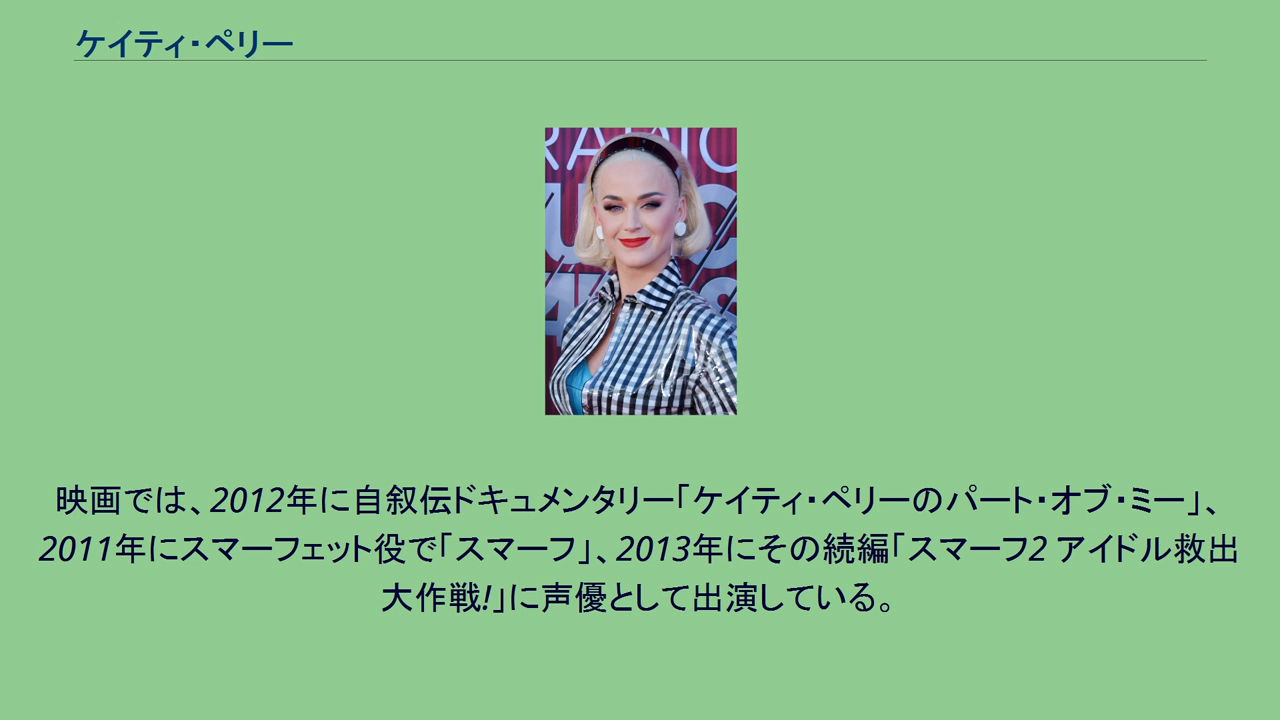 ケイティ・ペリー
RADIO
MUSIC
映画では、2012年に自叙伝ドキュメンタリー「ケイティ・ペリーのパート・オブ・ミー」、
2011年にスマーフェット役で「スマーフ」、2013年にその続編「スマーフ2 アイドル救出
大作戦!」に声優として出演している。